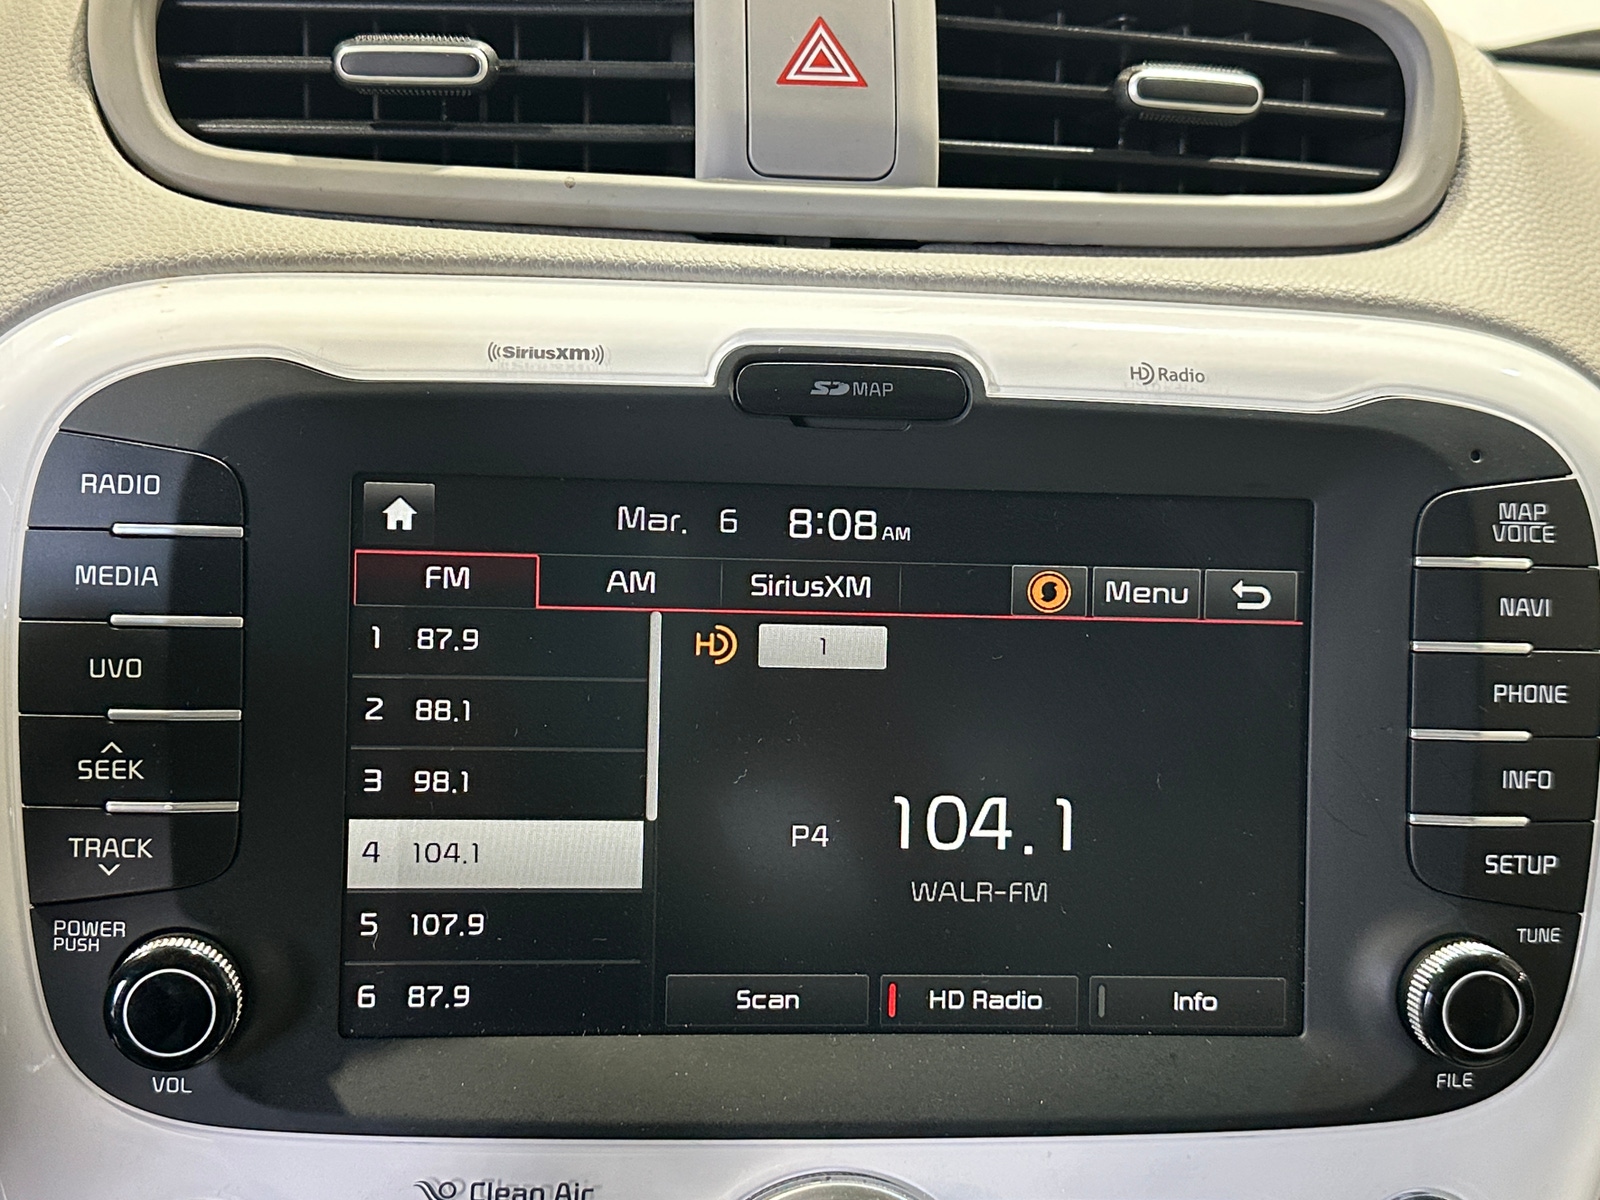 SiriusXM
SD MAP
HD Radio
RADIO
MEDIA
UVO
SEEK
TRACK
POWER
PUSH
VOL
Mar. 6 8:08 AM
FM AM SiriusXM Menu
1 87.9
2 88.1
3 98.1
4 104.1
5 107.9
6 87.9
HD 1
P4 104.1
WALR-FM
Scan HD Radio Info
MAP
VOICE
NAVI
PHONE
INFO
SETUP
TUNE
FILE
Clean Air